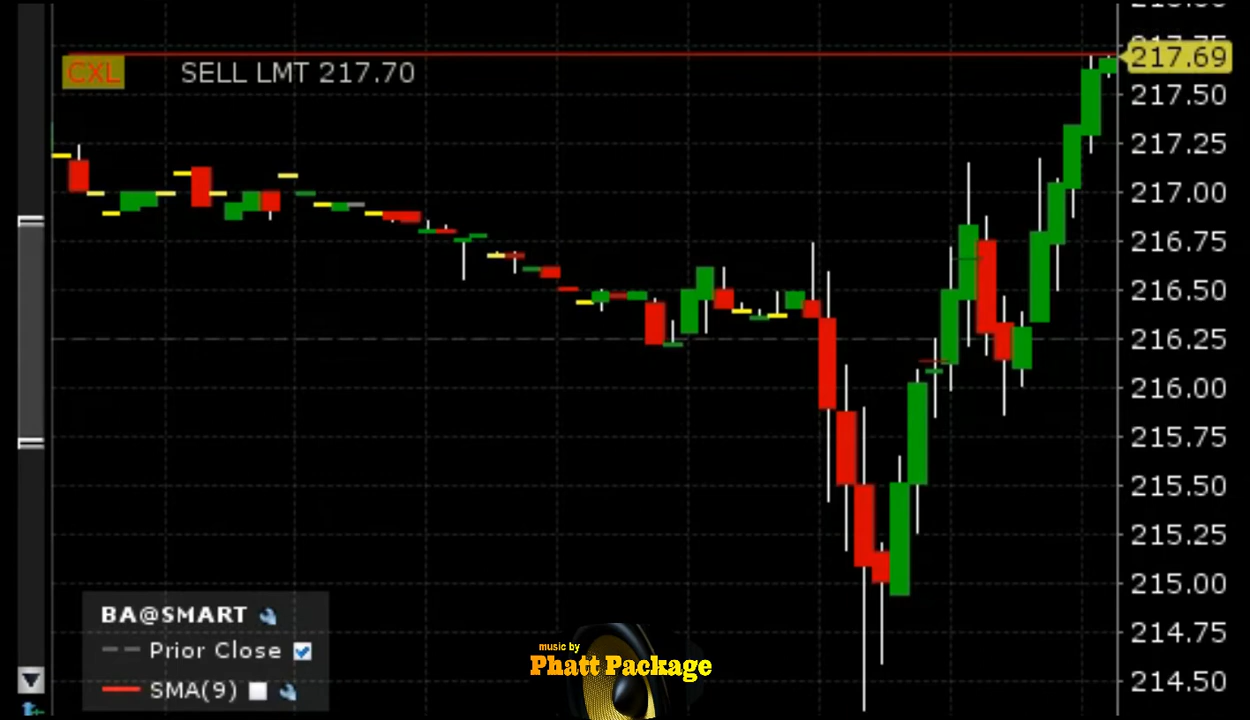 217.75
CXL SELL LMT 217.70
217.69
217.50
217.25
217.00
216.75
216.50
216.25
216.00
215.75
215.50
215.25
215.00
214.75
214.50
BA@SMART
Prior Close
SMA(9)
music by
Phatt Package